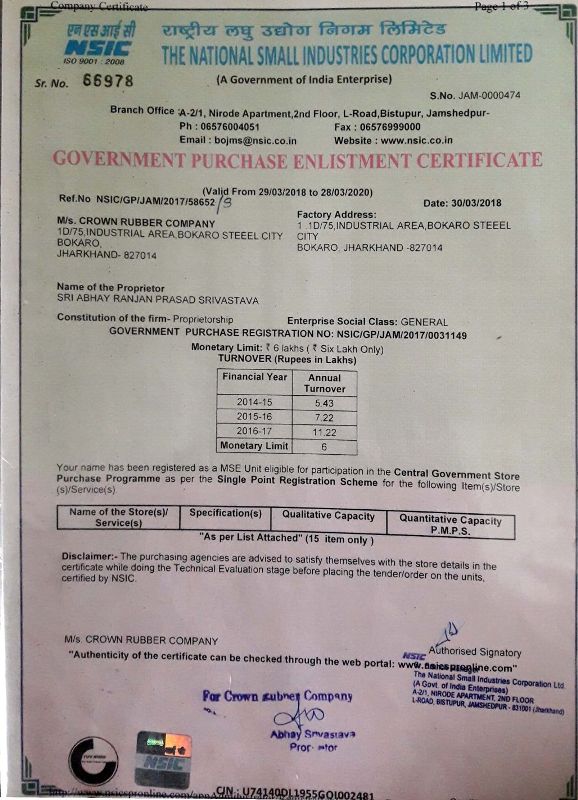 Company Certificate
Page 1 of 3
एन एस आई सी
NSIC
ISO 9001 : 2008
राष्ट्रीय लघु उद्योग निगम लिमिटेड
THE NATIONAL SMALL INDUSTRIES CORPORATION LIMITED
(A Government of India Enterprise)
Sr. No. 66978
S.No. JAM-0000474
Branch Office :A-2/1, Nirode Apartment,2nd Floor, L-Road,Bistupur, Jamshedpur-
Ph : 06576004051 Fax : 06576999000
Email : bojms@nsic.co.in Website : www.nsic.co.in
GOVERNMENT PURCHASE ENLISTMENT CERTIFICATE
(Valid From 29/03/2018 to 28/03/2020)
Ref.No NSIC/GP/JAM/2017/58652
Date: 30/03/2018
M/s. CROWN RUBBER COMPANY
1D/75,INDUSTRIAL AREA,BOKARO STEEEL CITY
BOKARO,
JHARKHAND- 827014
Factory Address:
1 .1D/75,INDUSTRIAL AREA,BOKARO STEEEL
CITY
BOKARO, JHARKHAND -827014
Name of the Proprietor
SRI ABHAY RANJAN PRASAD SRIVASTAVA
Constitution of the firm- Proprietorship Enterprise Social Class: GENERAL
GOVERNMENT PURCHASE REGISTRATION NO: NSIC/GP/JAM/2017/0031149
Monetary Limit: ₹ 6 lakhs ( ₹ Six Lakh Only)
TURNOVER (Rupees in Lakhs)
Financial Year Annual Turnover
2014-15 5.43
2015-16 7.22
2016-17 11.22
Monetary Limit 6
Your name has been registered as a MSE Unit eligible for participation in the Central Government Store
Purchase Programme as per the Single Point Registration Scheme for the following Item(s)/Store
(s)/Service(s)
Name of the Store(s)/ Service(s) Specification(s) Qualitative Capacity Quantitative Capacity P.M.P.S.
"As per List Attached" (15 item only )
Disclaimer:- The purchasing agencies are advised to satisfy themselves with the store details in the
certificate while doing the Technical Evaluation stage before placing the tender/order on the units,
certified by NSIC.
M/s. CROWN RUBBER COMPANY
Authorised Signatory
"Authenticity of the certificate can be checked through the web portal: www.nsicspronline.com"
NSIC
Manager
The National Small Industries Corporation Ltd.
(A Govt. of India Enterprises)
A-2/1, NIRODE APARTMENT, 2ND FLOOR
L-ROAD, BISTUPUR, JAMSHEDPUR - 831001 (Jharkhand)
For Crown Rubber Company
Abhay Srivastava
NSIC
CIN: U74140DL1955GOI002481